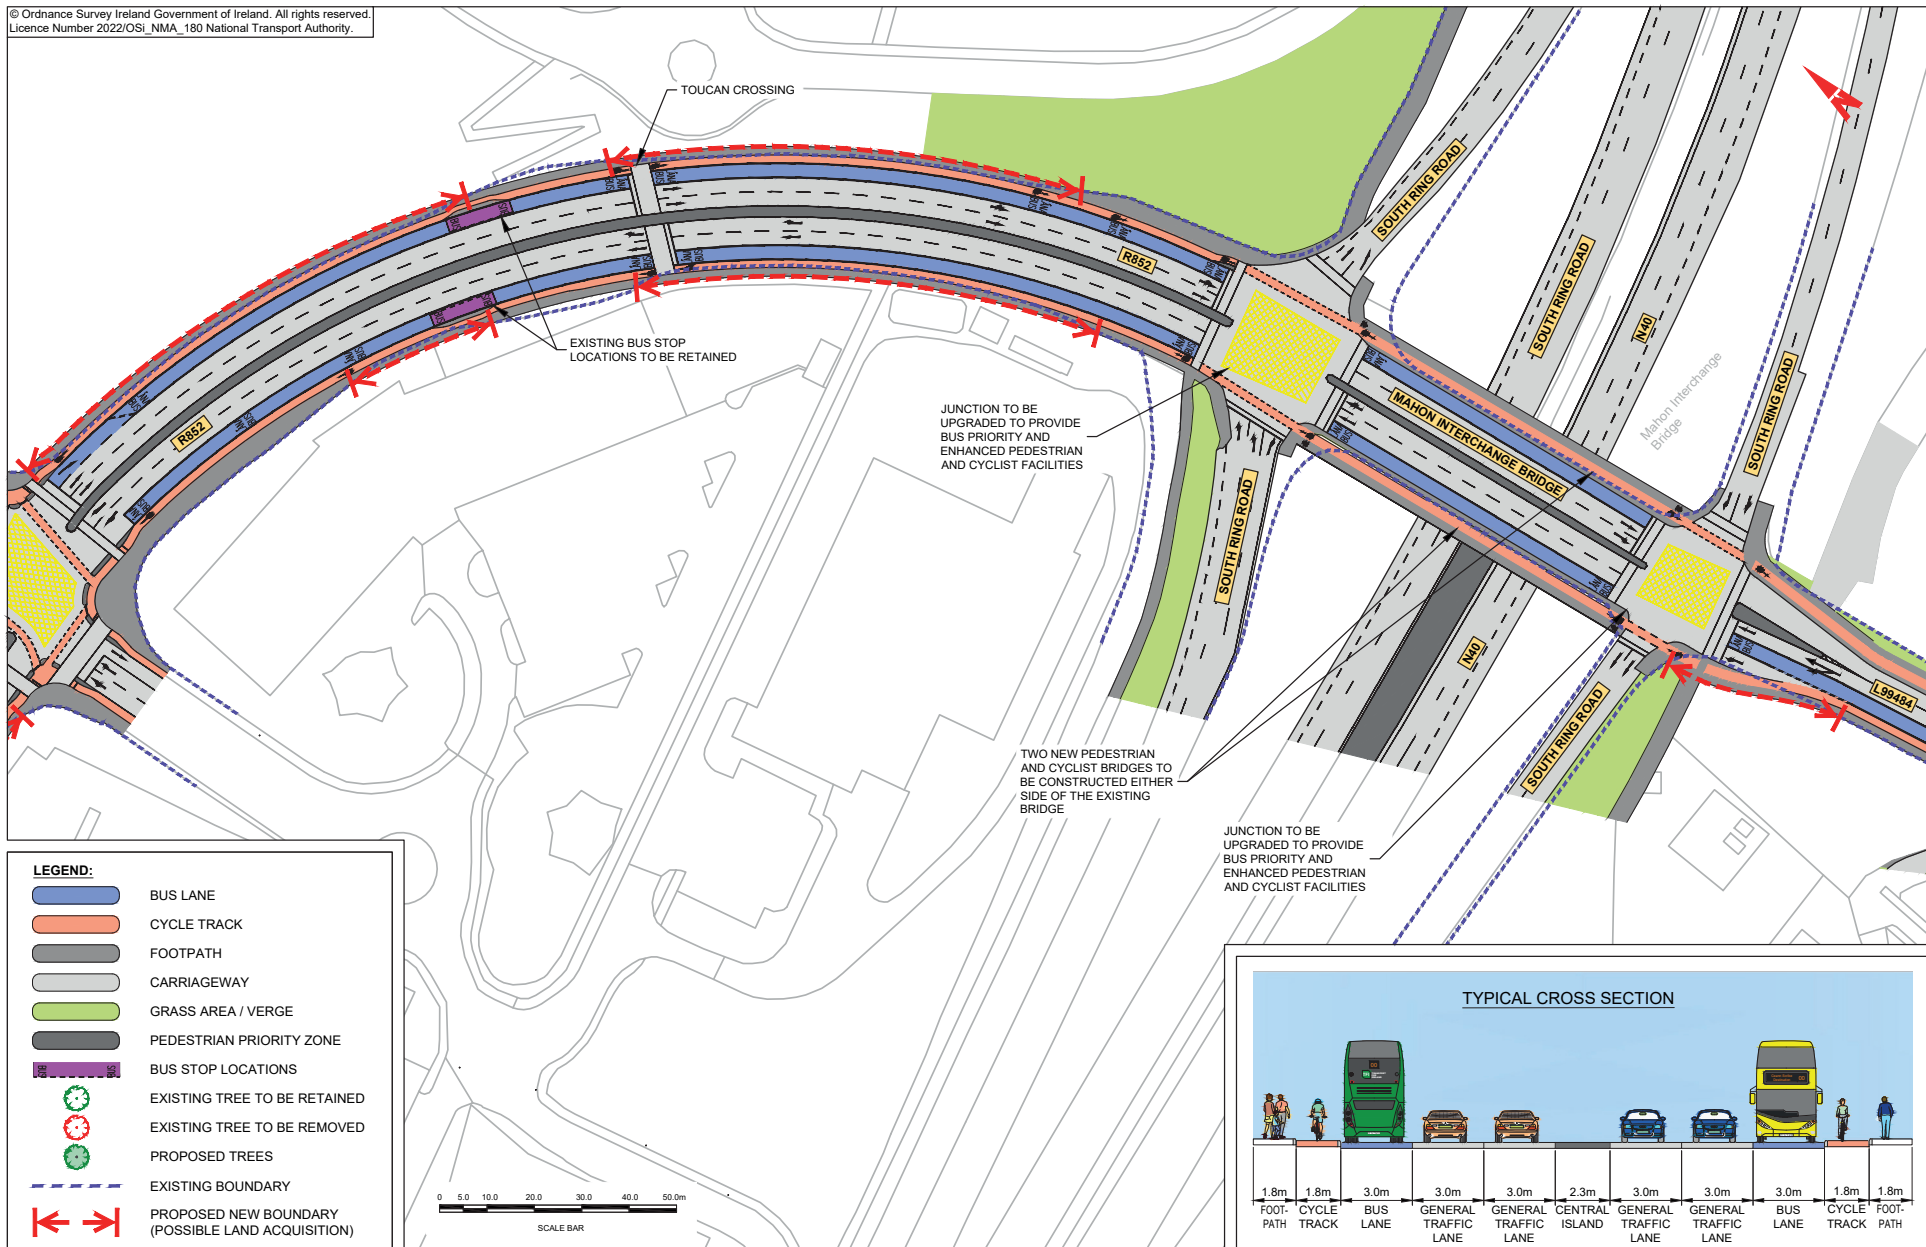 © Ordnance Survey Ireland Government of Ireland. All rights reserved.
Licence Number 2022/OSi_NMA_180 National Transport Authority.
TOUCAN CROSSING
N
SOUTH RING ROAD
SOUTH RING ROAD
N40
Mahon Interchange
Bridge
SOUTH RING ROAD
R852
R852
EXISTING BUS STOP
LOCATIONS TO BE RETAINED
JUNCTION TO BE
UPGRADED TO PROVIDE
BUS PRIORITY AND
ENHANCED PEDESTRIAN
AND CYCLIST FACILITIES
MAHON INTERCHANGE BRIDGE
SOUTH RING ROAD
N40
SOUTH RING ROAD
L99484
TWO NEW PEDESTRIAN
AND CYCLIST BRIDGES TO
BE CONSTRUCTED EITHER
SIDE OF THE EXISTING
BRIDGE
JUNCTION TO BE
UPGRADED TO PROVIDE
BUS PRIORITY AND
ENHANCED PEDESTRIAN
AND CYCLIST FACILITIES
LEGEND:
BUS LANE
CYCLE TRACK
FOOTPATH
CARRIAGEWAY
GRASS AREA / VERGE
PEDESTRIAN PRIORITY ZONE
BUS STOP LOCATIONS
EXISTING TREE TO BE RETAINED
EXISTING TREE TO BE REMOVED
PROPOSED TREES
EXISTING BOUNDARY
PROPOSED NEW BOUNDARY
(POSSIBLE LAND ACQUISITION)
0 5.0 10.0 20.0 30.0 40.0 50.0m
SCALE BAR
TYPICAL CROSS SECTION
1.8m 1.8m 3.0m 3.0m 3.0m 2.3m 3.0m 3.0m 3.0m 1.8m 1.8m
FOOT-
PATH
CYCLE
TRACK
BUS
LANE
GENERAL
TRAFFIC
LANE
GENERAL
TRAFFIC
LANE
CENTRAL
ISLAND
GENERAL
TRAFFIC
LANE
GENERAL
TRAFFIC
LANE
BUS
LANE
CYCLE
TRACK
FOOT-
PATH